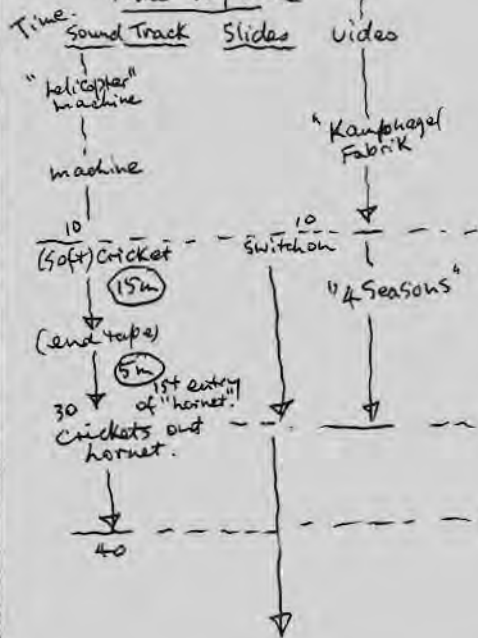 Time.
Sound Track Slides video
"helicopter"
machine
machine
"Kampnagel
Fabrik
10
10
(soft) Cricket
Switch on
15m
"4 Seasons"
(end tape)
5m
1st entry
of "hornet".
30
Crickets out
hornet.
40